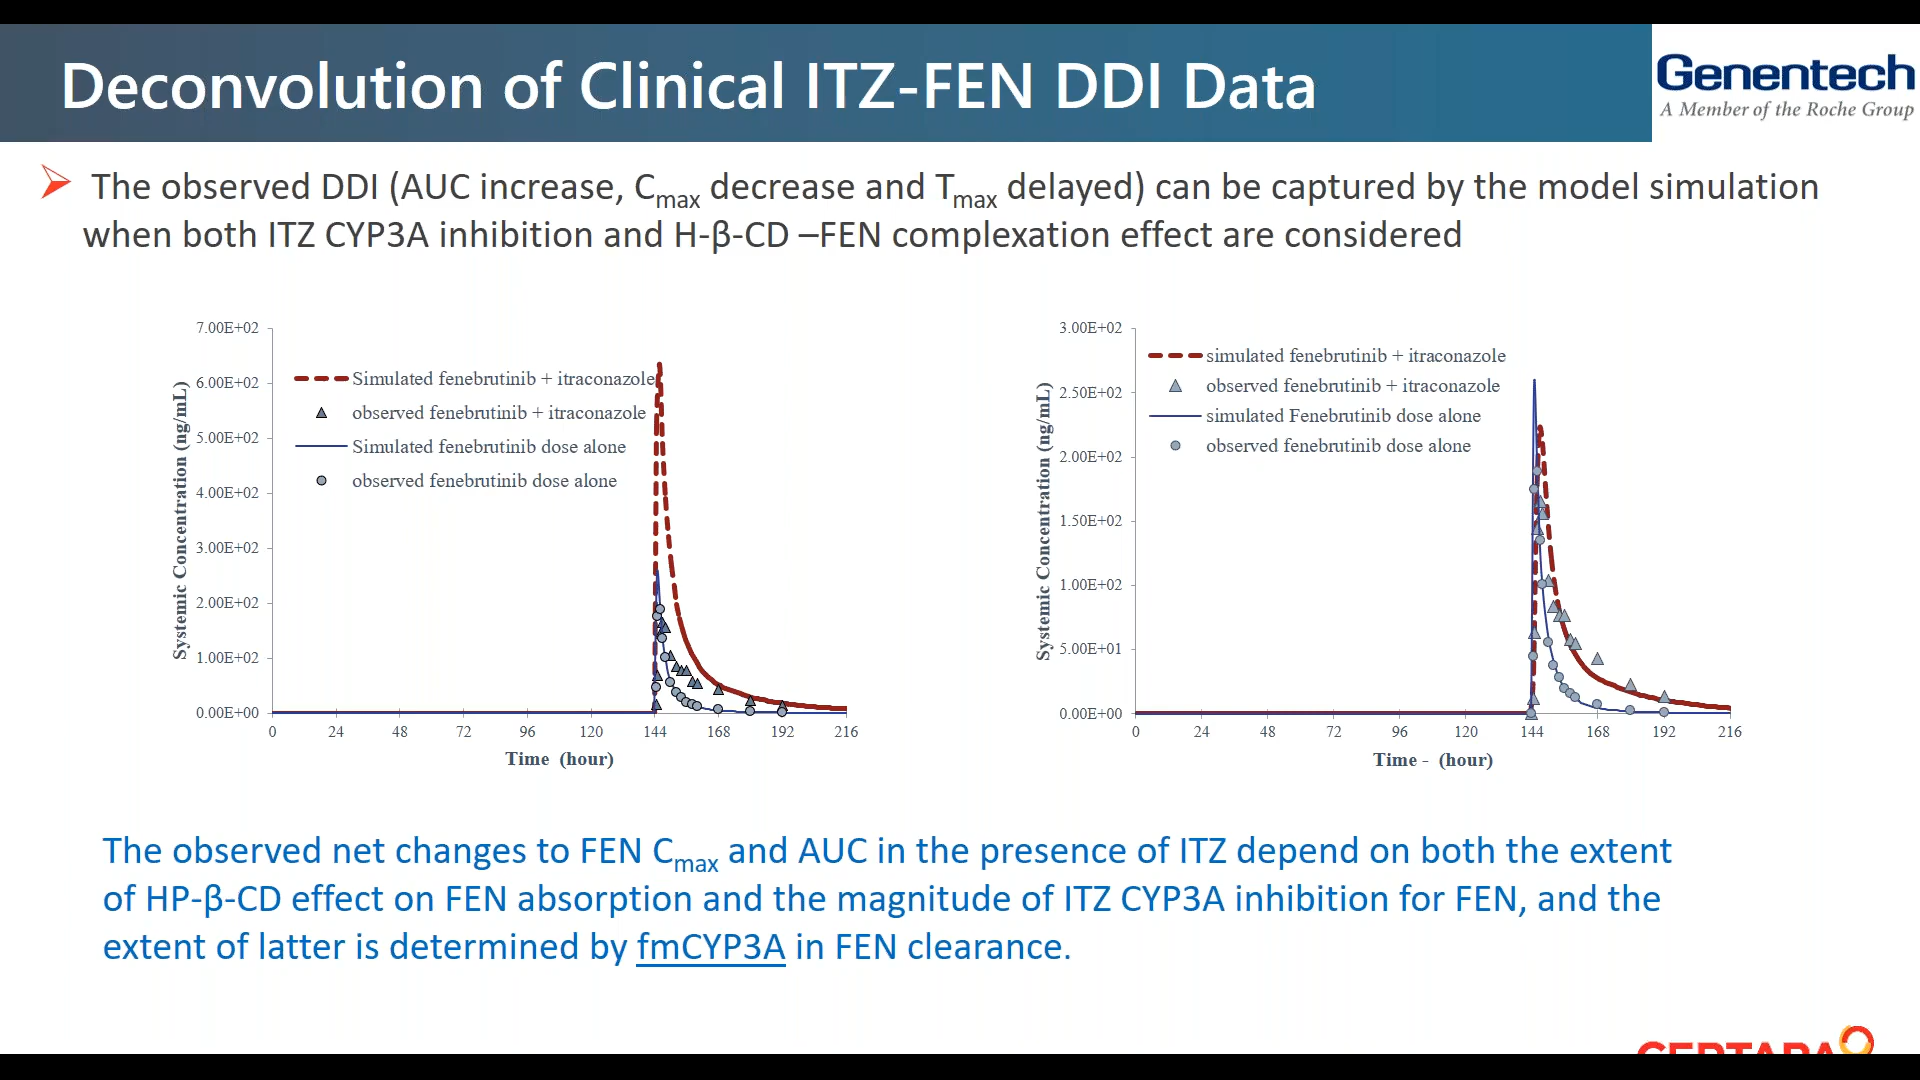 Deconvolution of Clinical ITZ-FEN DDI Data
Genentech
A Member of the Roche Group
The observed DDI (AUC increase, Cmax decrease and Tmax delayed) can be captured by the model simulation
when both ITZ CYP3A inhibition and H-β-CD –FEN complexation effect are considered
Systemic Concentration (ng/mL)
7.00E+02
6.00E+02
5.00E+02
4.00E+02
3.00E+02
2.00E+02
1.00E+02
0.00E+00
Simulated fenebrutinib + itraconazole
observed fenebrutinib + itraconazole
Simulated fenebrutinib dose alone
observed fenebrutinib dose alone
0 24 48 72 96 120 144 168 192 216
Time (hour)
Systemic Concentration (ng/mL)
3.00E+02
2.50E+02
2.00E+02
1.50E+02
1.00E+02
5.00E+01
0.00E+00
simulated fenebrutinib + itraconazole
observed fenebrutinib + itraconazole
simulated Fenebrutinib dose alone
observed fenebrutinib dose alone
0 24 48 72 96 120 144 168 192 216
Time - (hour)
The observed net changes to FEN Cmax and AUC in the presence of ITZ depend on both the extent
of HP-β-CD effect on FEN absorption and the magnitude of ITZ CYP3A inhibition for FEN, and the
extent of latter is determined by fmCYP3A in FEN clearance.
CERTARA